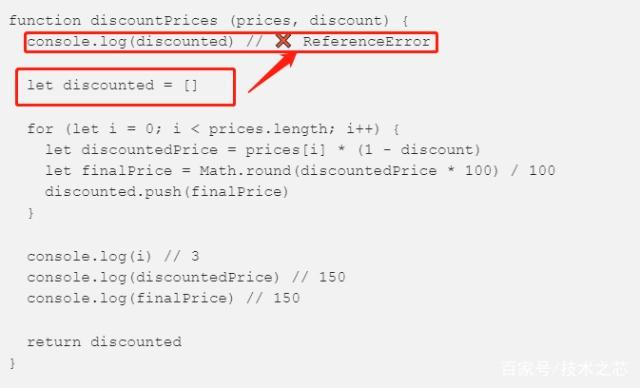 function discountPrices (prices, discount) {
console.log(discounted) // ❌ ReferenceError
let discounted = []
for (let i = 0; i < prices.length; i++) {
let discountedPrice = prices[i] * (1 - discount)
let finalPrice = Math.round(discountedPrice * 100) / 100
discounted.push(finalPrice)
}
console.log(i) // 3
console.log(discountedPrice) // 150
console.log(finalPrice) // 150
return discounted
}
百家号/技术之芯